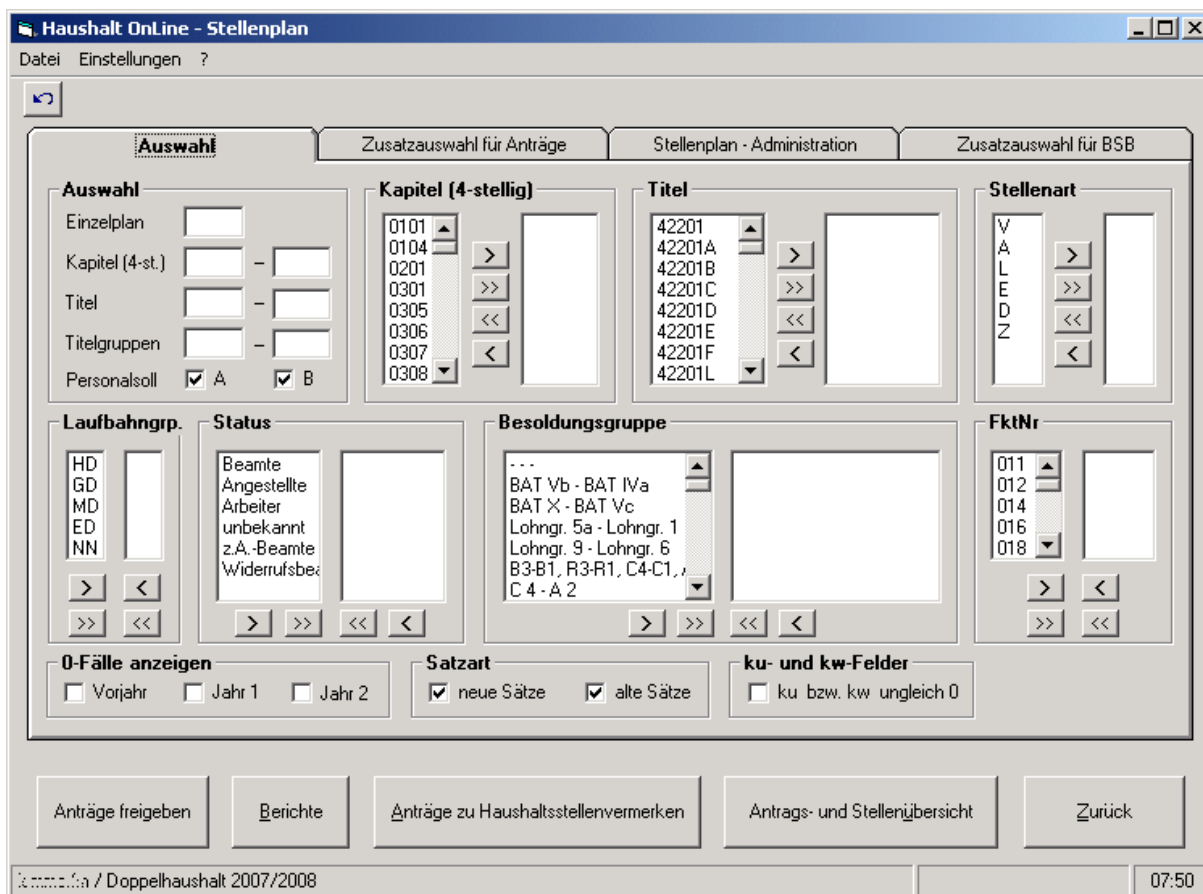 Haushalt OnLine - Stellenplan
Datei Einstellungen ?
Auswahl Zusatzauswahl für Anträge Stellenplan - Administration Zusatzauswahl für BSB
Auswahl
Einzelplan
Kapitel (4-st.) –
Titel –
Titelgruppen –
Personalsoll A B
Kapitel (4-stellig)
0101
0104
0201
0301
0305
0306
0307
0308
>
>>
<<
<
Titel
42201
42201A
42201B
42201C
42201D
42201E
42201F
42201L
>
>>
<<
<
Stellenart
V
A
L
E
D
Z
>
>>
<<
<
Laufbahngrp.
HD
GD
MD
ED
NN
> <
>> <<
Status
Beamte
Angestellte
Arbeiter
unbekannt
z.A.-Beamte
Widerrufsbea
> >> << <
Besoldungsgruppe
- - -
BAT Vb - BAT IVa
BAT X - BAT Vc
Lohngr. 5a - Lohngr. 1
Lohngr. 9 - Lohngr. 6
B3-B1, R3-R1, C4-C1,
C 4 - A 2
> >> << <
FktNr
011
012
014
016
018
> <
>> <<
0-Fälle anzeigen
Vorjahr Jahr 1 Jahr 2
Satzart
neue Sätze alte Sätze
ku- und kw-Felder
ku bzw. kw ungleich 0
Anträge freigeben Berichte Anträge zu Haushaltsstellenvermerken Antrags- und Stellenübersicht Zurück
/ Doppelhaushalt 2007/2008 07:50